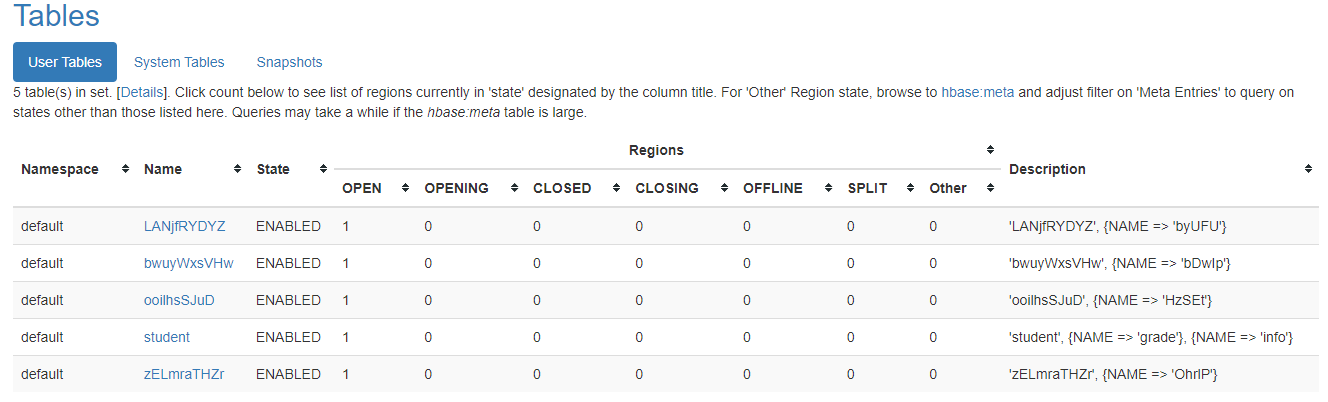 Tables
User Tables System Tables Snapshots
5 table(s) in set. [Details]. Click count below to see list of regions currently in 'state' designated by the column title. For 'Other' Region state, browse to hbase:meta and adjust filter on 'Meta Entries' to query on
states other than those listed here. Queries may take a while if the hbase:meta table is large.
Regions
Namespace Name State Description
OPEN OPENING CLOSED CLOSING OFFLINE SPLIT Other
default LANjfRYDYZ ENABLED 1 0 0 0 0 0 0 'LANjfRYDYZ', {NAME => 'byUFU'}
default bwuyWxsVHw ENABLED 1 0 0 0 0 0 0 'bwuyWxsVHw', {NAME => 'bDwIp'}
default ooilhsSJuD ENABLED 1 0 0 0 0 0 0 'ooilhsSJuD', {NAME => 'HzSEt'}
default student ENABLED 1 0 0 0 0 0 0 'student', {NAME => 'grade'}, {NAME => 'info'}
default zELmraTHZr ENABLED 1 0 0 0 0 0 0 'zELmraTHZr', {NAME => 'OhrIP'}